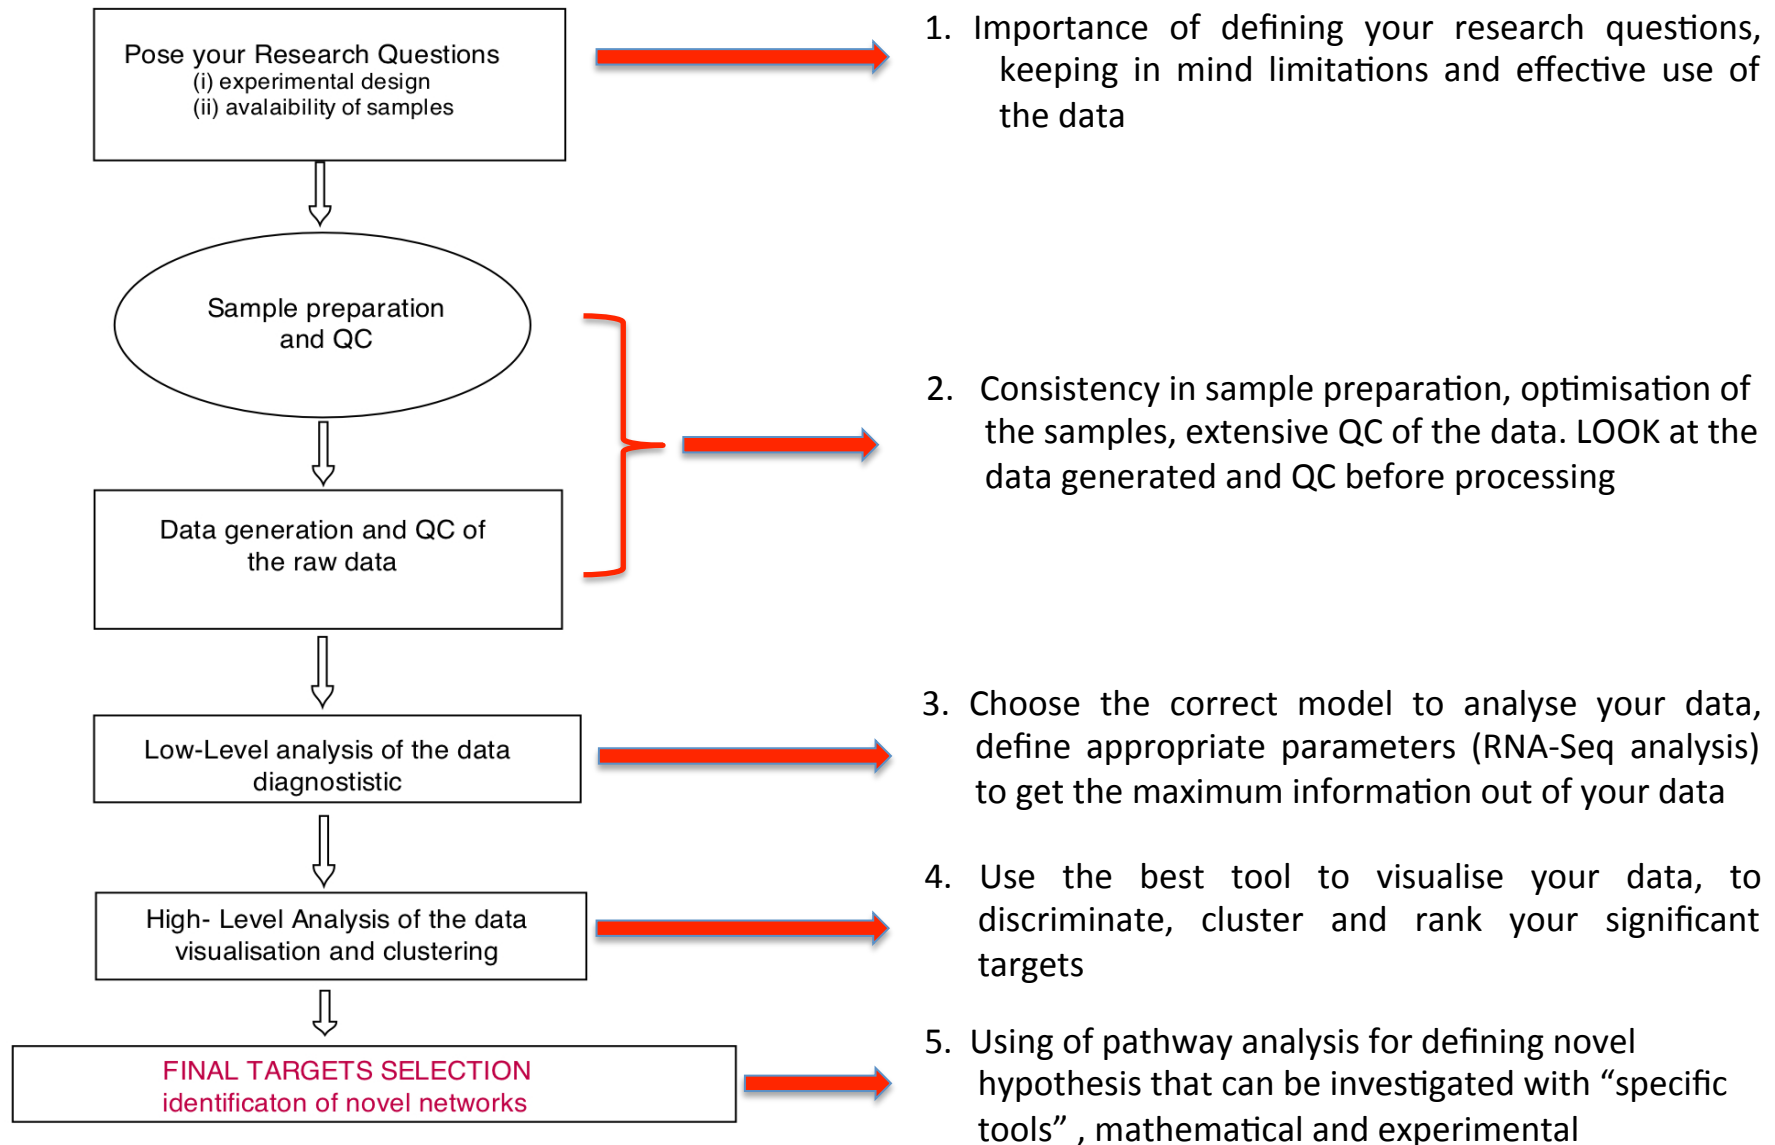 Pose your Research Questions
(i) experimental design
(ii) avalaibility of samples
1. Importance of defining your research questions,
keeping in mind limitations and effective use of
the data
Sample preparation
and QC
2. Consistency in sample preparation, optimisation of
the samples, extensive QC of the data. LOOK at the
data generated and QC before processing
Data generation and QC of
the raw data
Low-Level analysis of the data
diagnostistic
3. Choose the correct model to analyse your data,
define appropriate parameters (RNA-Seq analysis)
to get the maximum information out of your data
High- Level Analysis of the data
visualisation and clustering
4. Use the best tool to visualise your data, to
discriminate, cluster and rank your significant
targets
FINAL TARGETS SELECTION
identificaton of novel networks
5. Using of pathway analysis for defining novel
hypothesis that can be investigated with “specific
tools” , mathematical and experimental